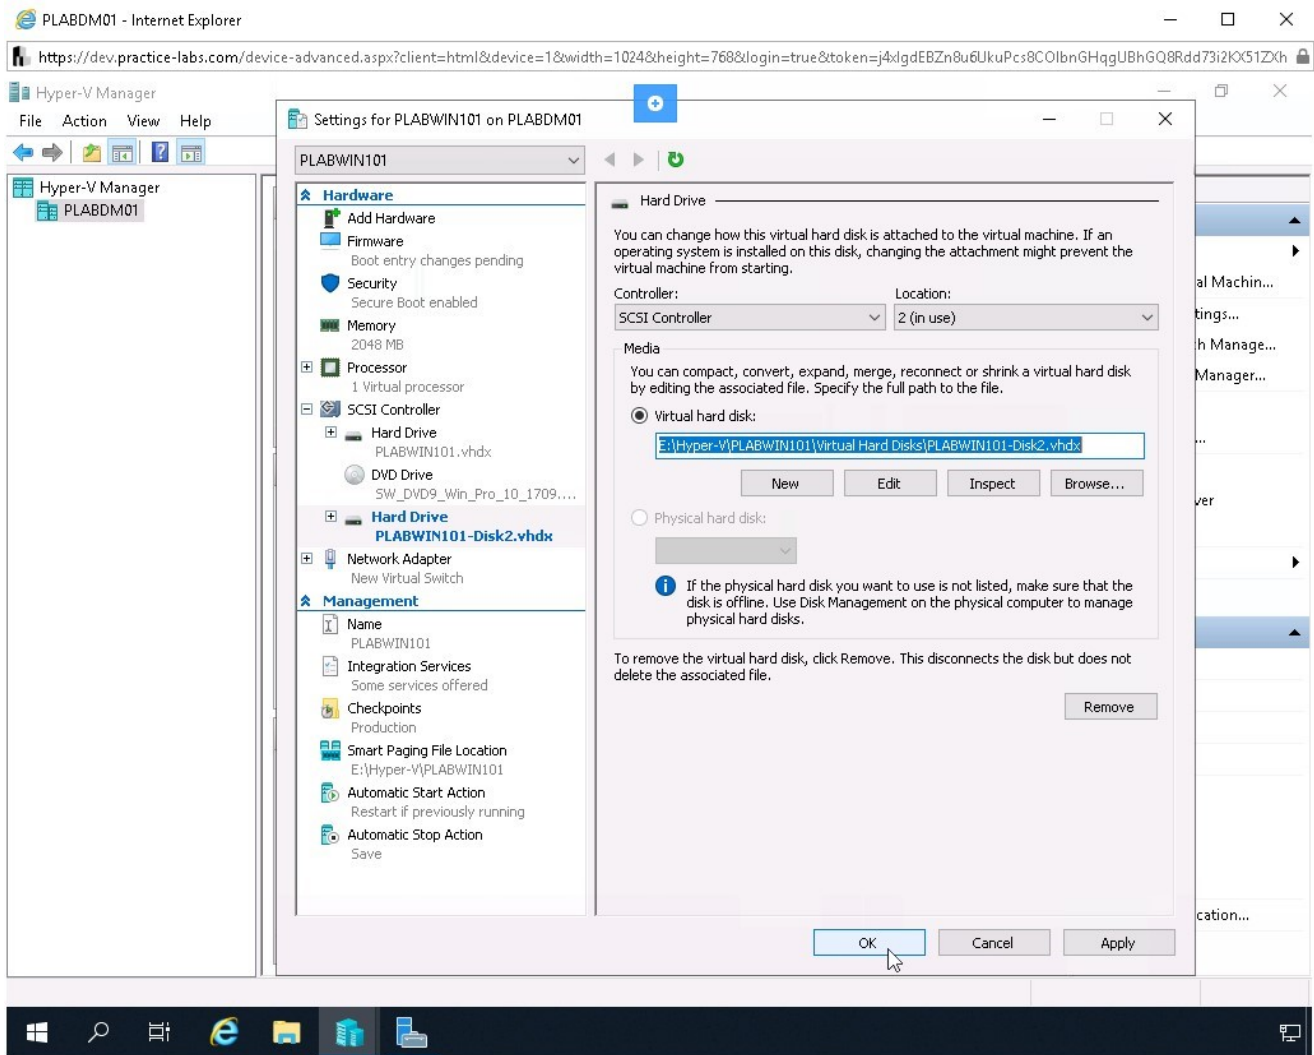 PLABDM01 - Internet Explorer
https://dev.practice-labs.com/device-advanced.aspx?client=html&device=1&width=1024&height=768&login=true&token=j4xIgdEBZn8u6UkuPcs8COIbnGHqgUBhGQ8Rdd73i2KX51ZXh
Hyper-V Manager
File Action View Help
Hyper-V Manager
PLABDM01
Settings for PLABWIN101 on PLABDM01
PLABWIN101
Hardware
Add Hardware
Firmware
Boot entry changes pending
Security
Secure Boot enabled
Memory
2048 MB
Processor
1 Virtual processor
SCSI Controller
Hard Drive
PLABWIN101.vhdx
DVD Drive
SW_DVD9_Win_Pro_10_1709....
Hard Drive
PLABWIN101-Disk2.vhdx
Network Adapter
New Virtual Switch
Management
Name
PLABWIN101
Integration Services
Some services offered
Checkpoints
Production
Smart Paging File Location
E:\Hyper-V\PLABWIN101
Automatic Start Action
Restart if previously running
Automatic Stop Action
Save
Hard Drive
You can change how this virtual hard disk is attached to the virtual machine. If an
operating system is installed on this disk, changing the attachment might prevent the
virtual machine from starting.
Controller: Location:
SCSI Controller 2 (in use)
Media
You can compact, convert, expand, merge, reconnect or shrink a virtual hard disk
by editing the associated file. Specify the full path to the file.
Virtual hard disk:
E:\Hyper-V\PLABWIN101\Virtual Hard Disks\PLABWIN101-Disk2.vhdx
New Edit Inspect Browse...
Physical hard disk:
If the physical hard disk you want to use is not listed, make sure that the
disk is offline. Use Disk Management on the physical computer to manage
physical hard disks.
To remove the virtual hard disk, click Remove. This disconnects the disk but does not
delete the associated file.
Remove
OK Cancel Apply
al Machin...
tings...
h Manage...
Manager...
...
ver
cation...